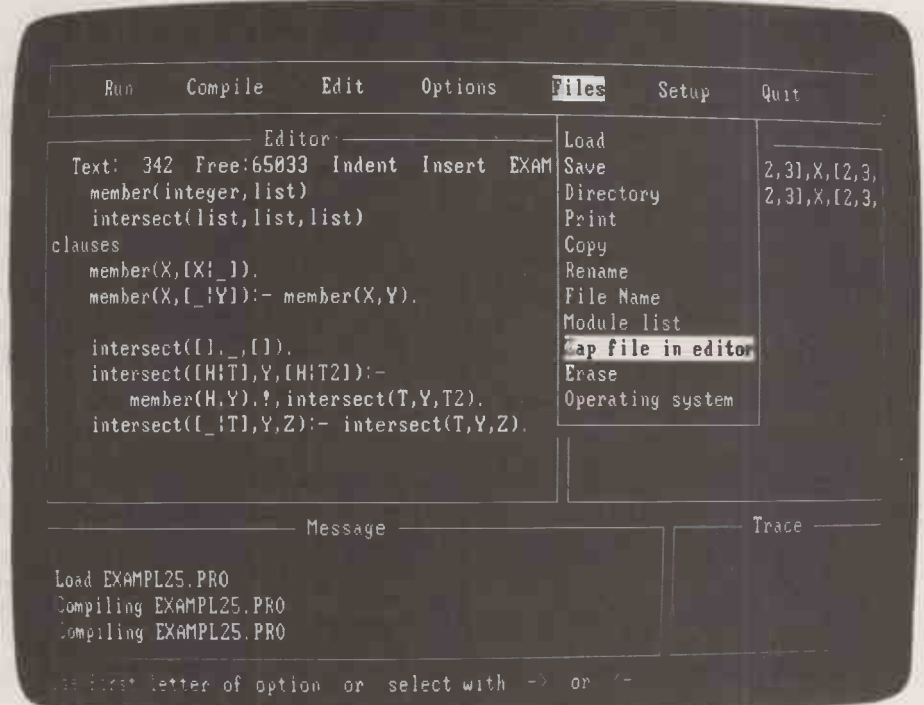 Run Compile Edit Options Files Setup Quit
Editor
Text: 342 Free:65033 Indent Insert EXAM
member(integer,list)
intersect(list,list,list)
clauses
member(X,[X¦_]).
member(X,[_¦Y]):- member(X,Y).
intersect([],_,[]).
intersect([H¦T],Y,[H¦T2]):-
member(H,Y),!,intersect(T,Y,T2).
intersect([_¦T],Y,Z):- intersect(T,Y,Z).
Load
Save
Directory
Print
Copy
Rename
File Name
Module list
Zap file in editor
Erase
Operating system
2,3],X,[2,3,
2,3],X,[2,3,
Message
Load EXAMPL25.PRO
Compiling EXAMPL25.PRO
Compiling EXAMPL25.PRO
Trace
first letter of option or select with -> or <-